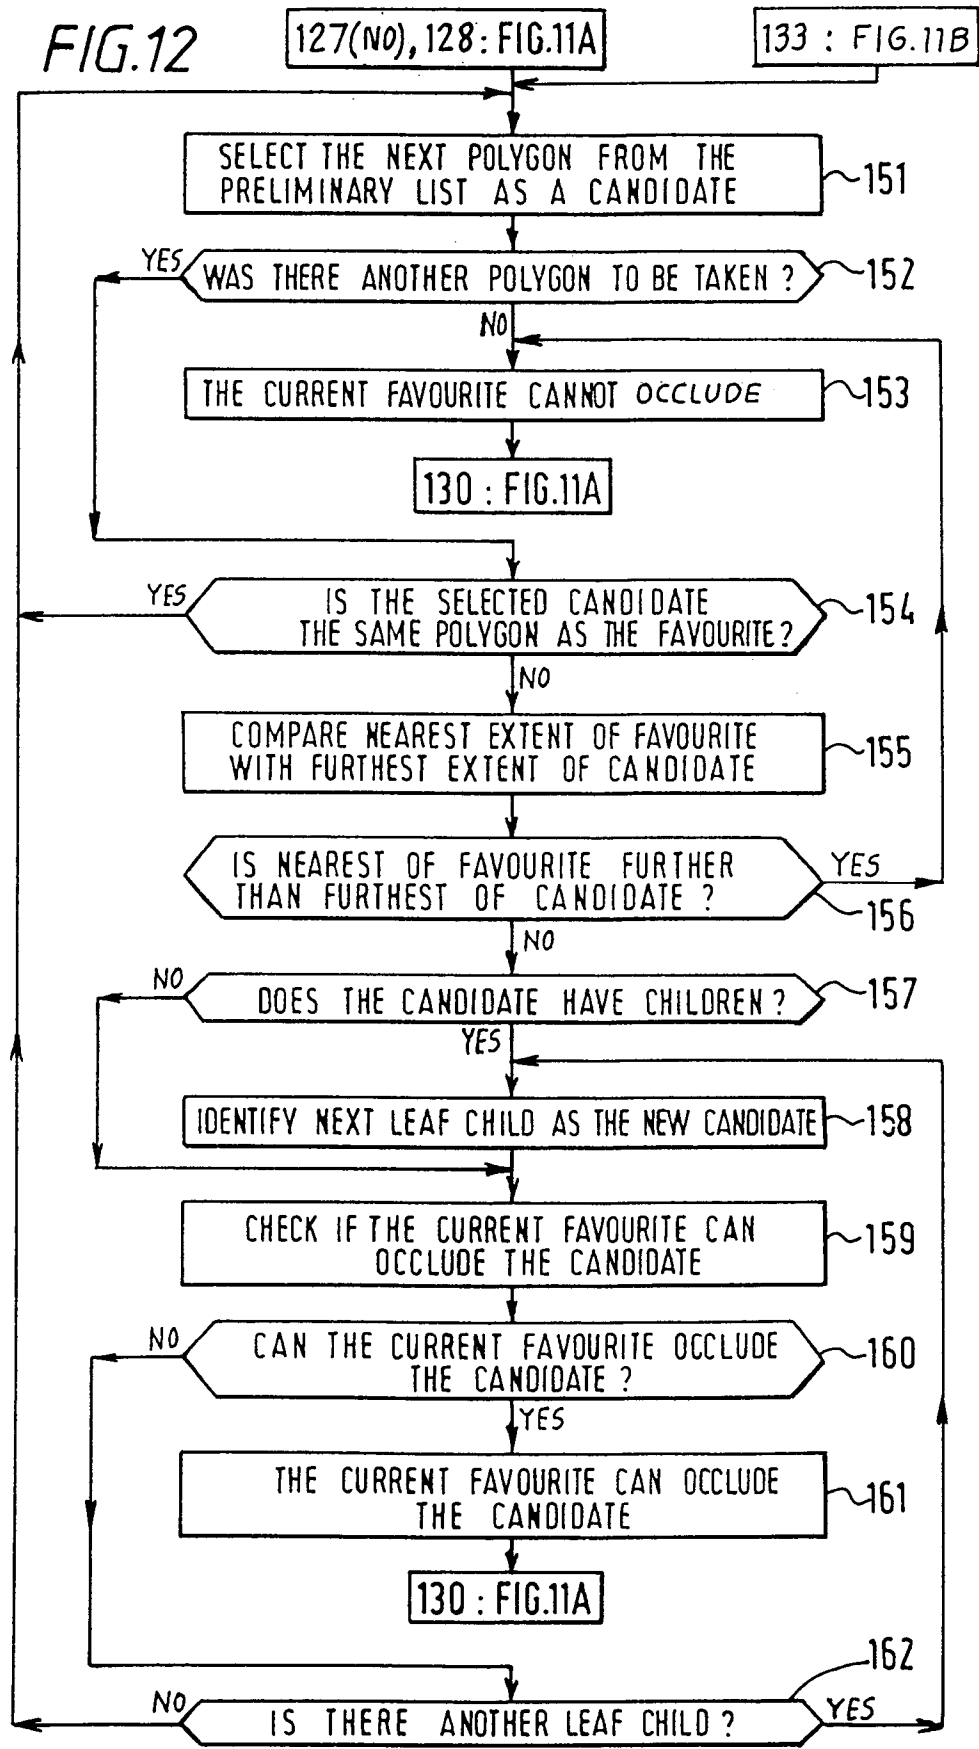 FIG.12
127(NO), 128 : FIG.11A
133 : FIG.11B
SELECT THE NEXT POLYGON FROM THE
PRELIMINARY LIST AS A CANDIDATE
151
YES
WAS THERE ANOTHER POLYGON TO BE TAKEN ?
152
NO
THE CURRENT FAVOURITE CANNOT OCCLUDE
153
130 : FIG.11A
YES
IS THE SELECTED CANDIDATE
THE SAME POLYGON AS THE FAVOURITE?
154
NO
COMPARE NEAREST EXTENT OF FAVOURITE
WITH FURTHEST EXTENT OF CANDIDATE
155
IS NEAREST OF FAVOURITE FURTHER
THAN FURTHEST OF CANDIDATE ?
YES
156
NO
NO
DOES THE CANDIDATE HAVE CHILDREN ?
157
YES
IDENTIFY NEXT LEAF CHILD AS THE NEW CANDIDATE
158
CHECK IF THE CURRENT FAVOURITE CAN
OCCLUDE THE CANDIDATE
159
NO
CAN THE CURRENT FAVOURITE OCCLUDE
THE CANDIDATE ?
160
YES
THE CURRENT FAVOURITE CAN OCCLUDE
THE CANDIDATE
161
130 : FIG.11A
162
NO
IS THERE ANOTHER LEAF CHILD ?
YES